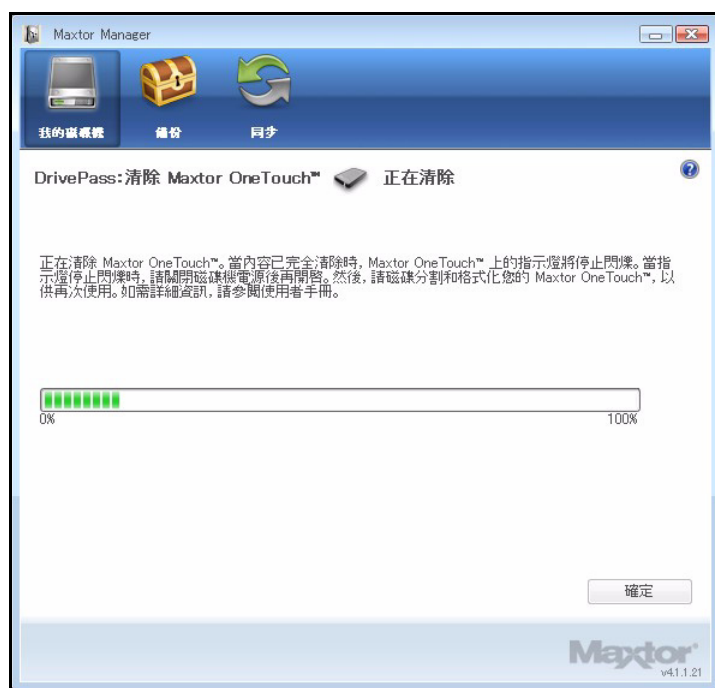 Maxtor Manager
我的磁碟機 備份 同步
DrivePass:清除 Maxtor OneTouch™ 正在清除
正在清除 Maxtor OneTouch™。當內容已完全清除時, Maxtor OneTouch™ 上的指示燈將停止閃爍。當指
示燈停止閃爍時, 請關閉磁碟機電源後再開啟。然後, 請磁碟分割和格式化您的 Maxtor OneTouch™, 以
供再次使用。如需詳細資訊, 請參閱使用者手冊。
0% 100%
確定
Maxtor
v4.1.1.21